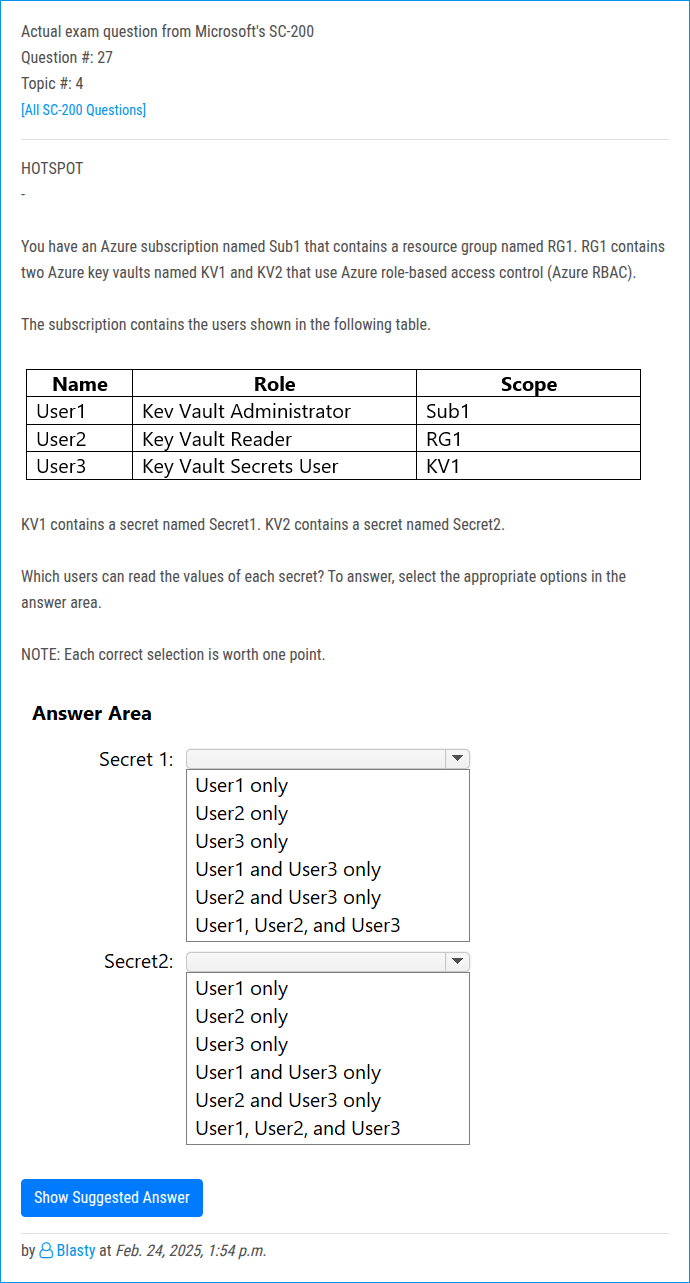 Actual exam question from Microsoft's SC-200
Question #: 27
Topic #: 4
[All SC-200 Questions]
HOTSPOT
-
You have an Azure subscription named Sub1 that contains a resource group named RG1. RG1 contains
two Azure key vaults named KV1 and KV2 that use Azure role-based access control (Azure RBAC).
The subscription contains the users shown in the following table.
Name Role Scope
User1 Kev Vault Administrator Sub1
User2 Key Vault Reader RG1
User3 Key Vault Secrets User KV1
KV1 contains a secret named Secret1. KV2 contains a secret named Secret2.
Which users can read the values of each secret? To answer, select the appropriate options in the
answer area.
NOTE: Each correct selection is worth one point.
Answer Area
Secret 1:
User1 only
User2 only
User3 only
User1 and User3 only
User2 and User3 only
User1, User2, and User3
Secret2:
User1 only
User2 only
User3 only
User1 and User3 only
User2 and User3 only
User1, User2, and User3
Show Suggested Answer
by Blasty at Feb. 24, 2025, 1:54 p.m.